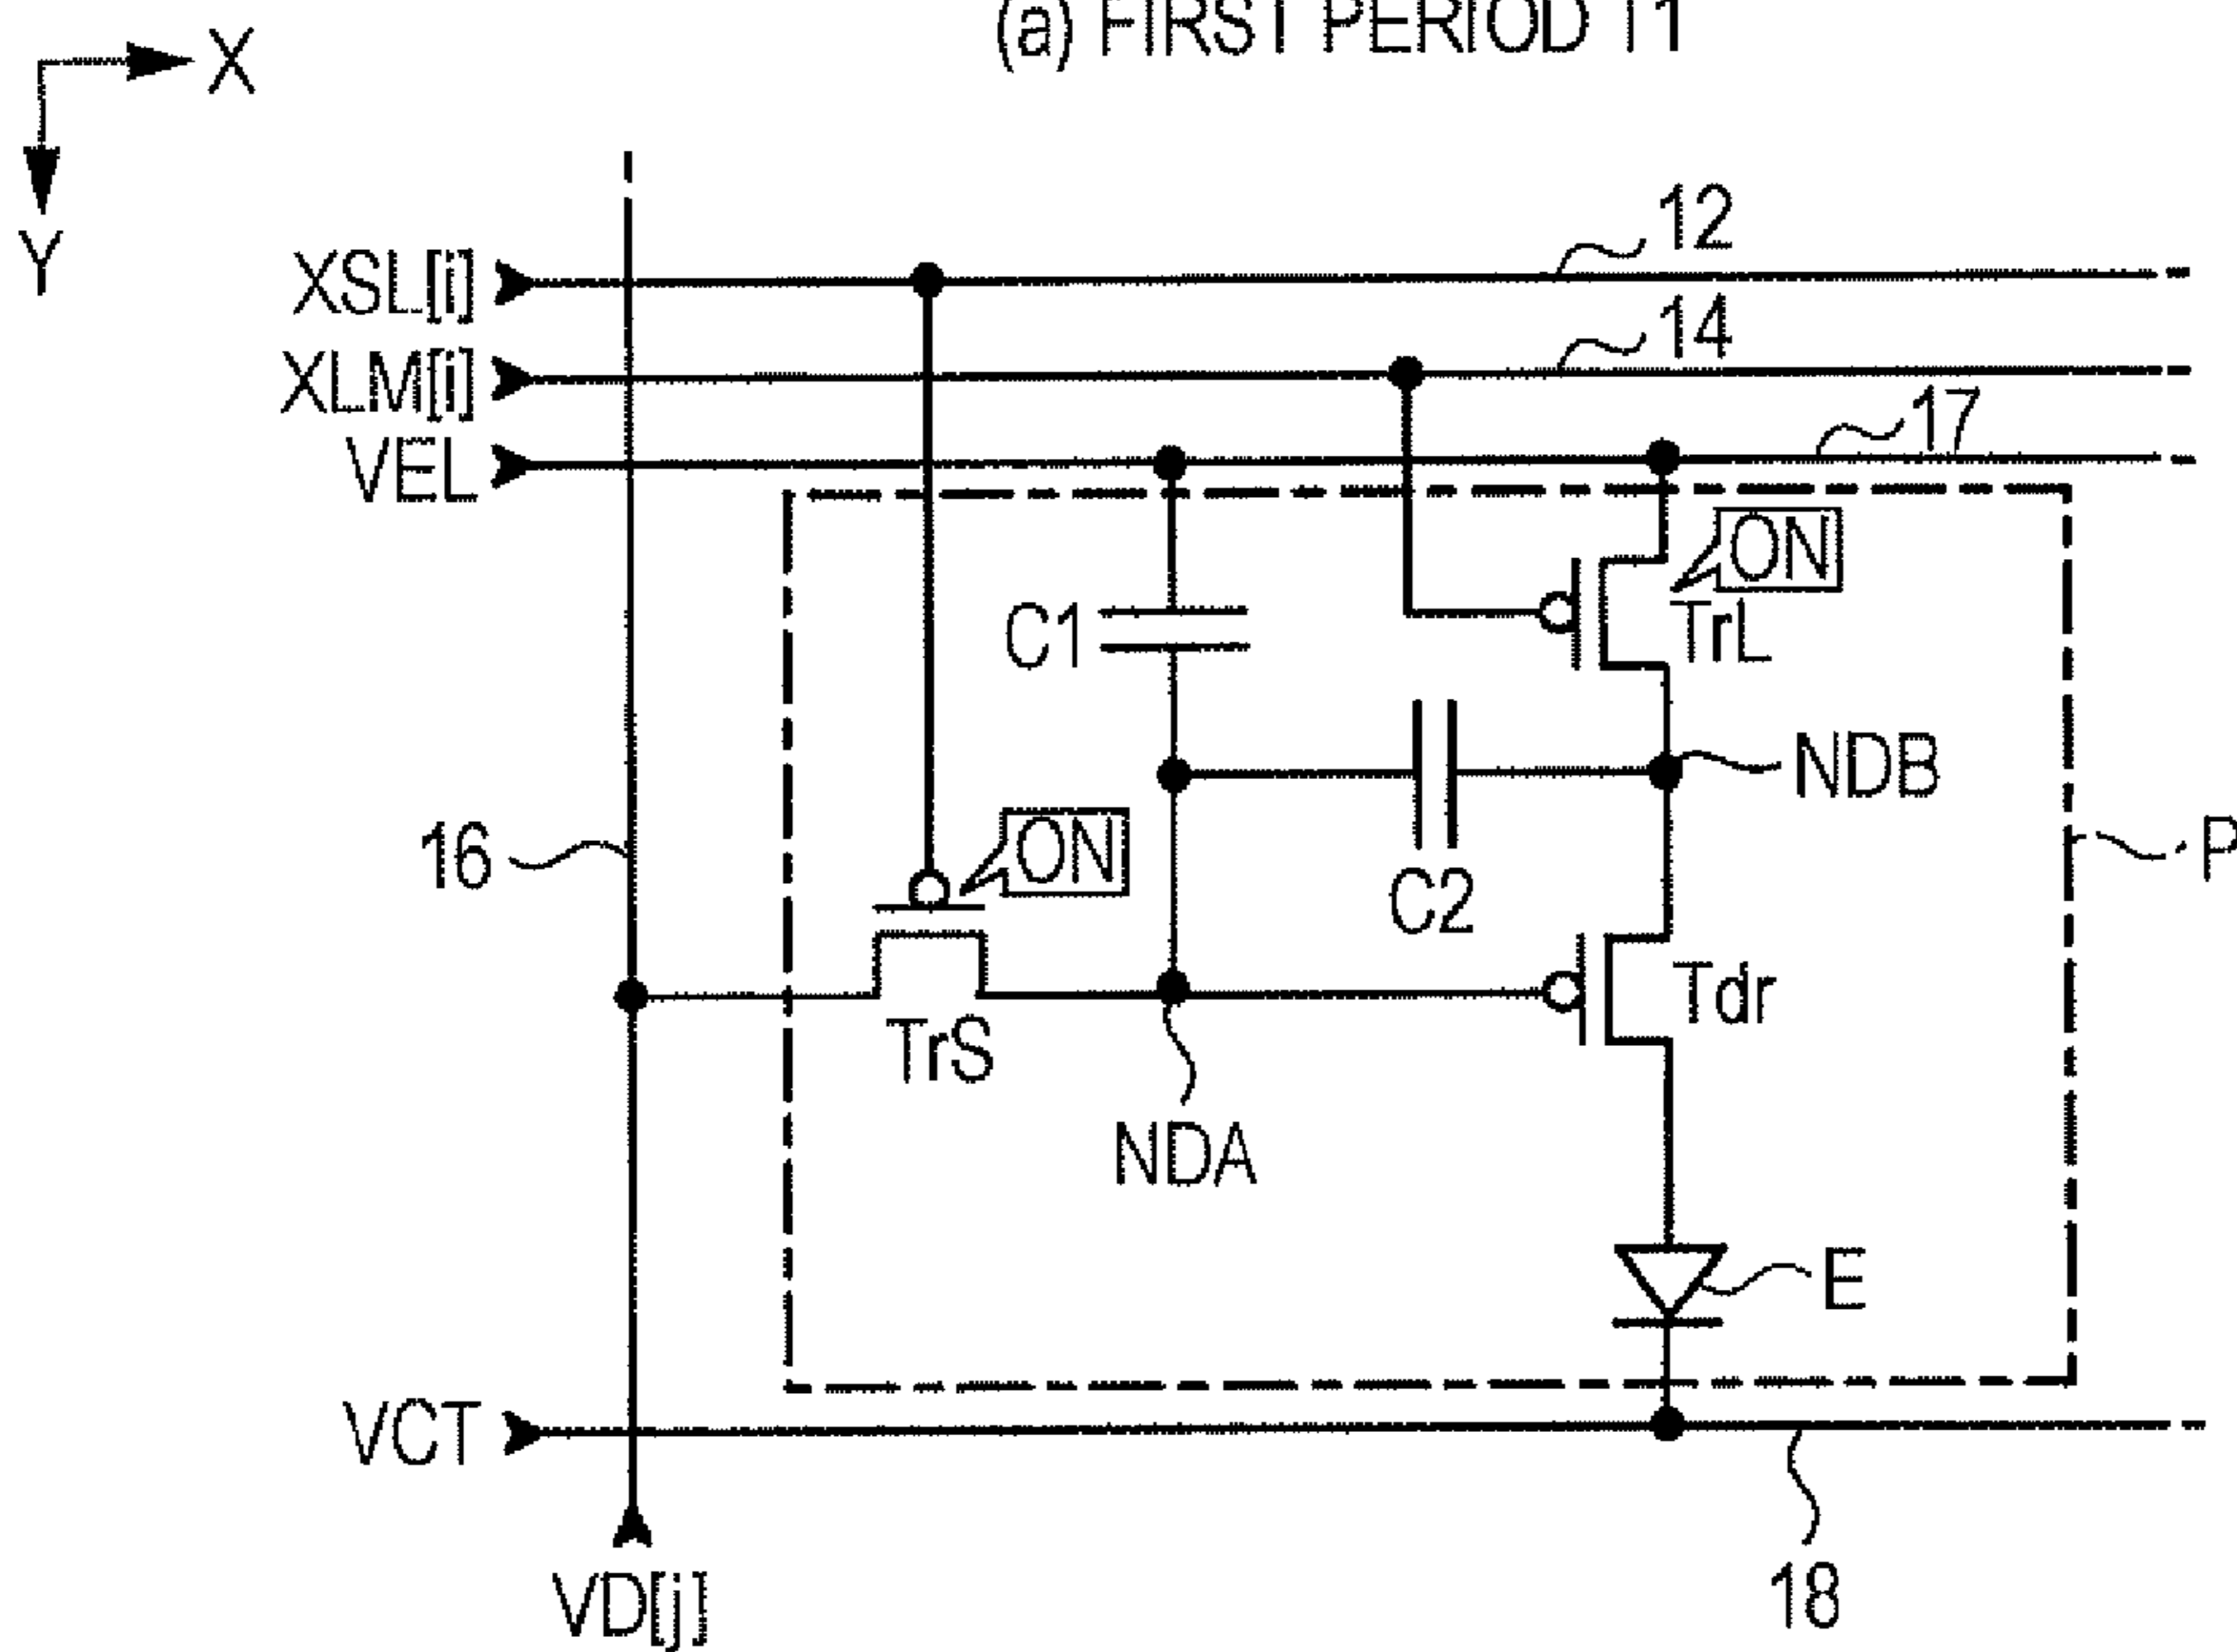 (a) FIRST PERIOD T1
X
Y
12
XSL[i]
14
XLM[i]
17
VEL
ON
C1
TrL
NDB
16
ON
P
C2
Tdr
TrS
NDA
E
VCT
18
VD[j]